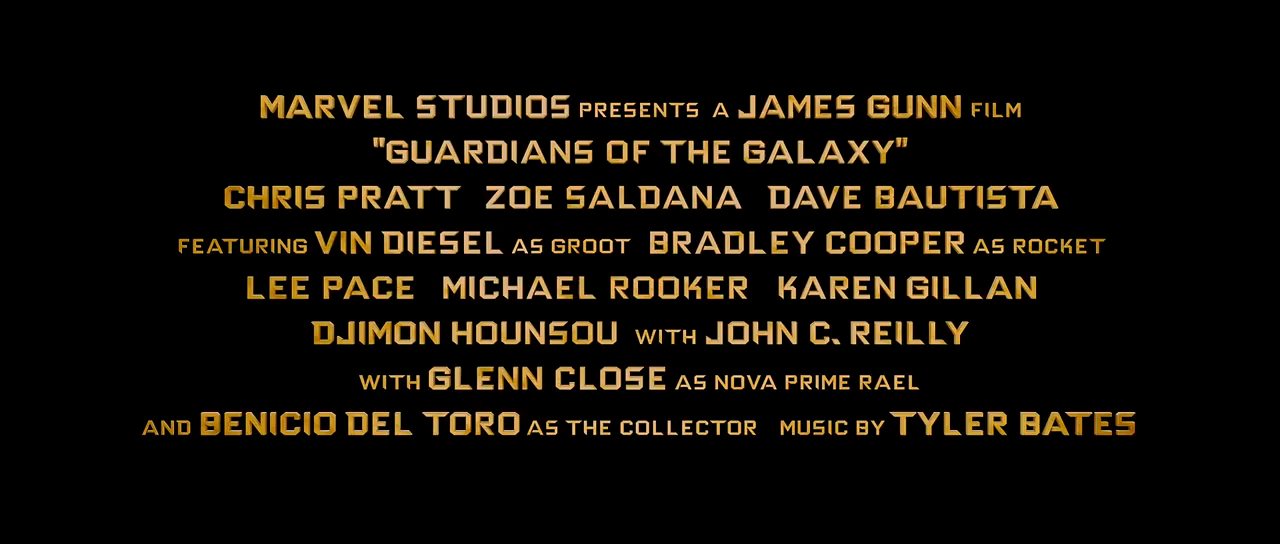 MARVEL STUDIOS PRESENTS A JAMES GUNN FILM
"GUARDIANS OF THE GALAXY"
CHRIS PRATT ZOE SALDANA DAVE BAUTISTA
FEATURING VIN DIESEL AS GROOT BRADLEY COOPER AS ROCKET
LEE PACE MICHAEL ROOKER KAREN GILLAN
DJIMON HOUNSOU WITH JOHN C. REILLY
WITH GLENN CLOSE AS NOVA PRIME RAEL
AND BENICIO DEL TORO AS THE COLLECTOR MUSIC BY TYLER BATES